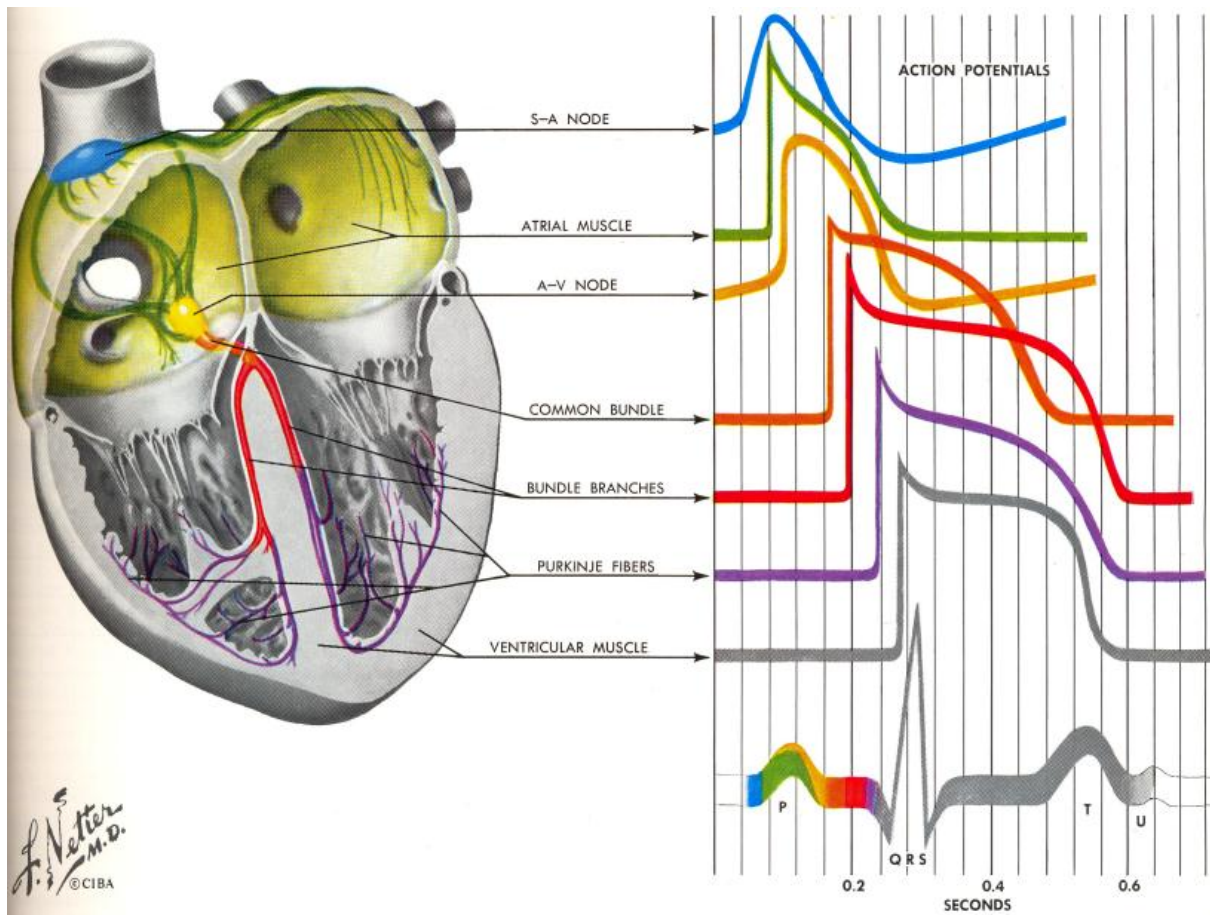 ACTION POTENTIALS
S–A NODE
ATRIAL MUSCLE
A–V NODE
COMMON BUNDLE
BUNDLE BRANCHES
PURKINJE FIBERS
VENTRICULAR MUSCLE
P
QRS
T
U
0.2 0.4 0.6
SECONDS
F. Netter
M.D.
©CIBA